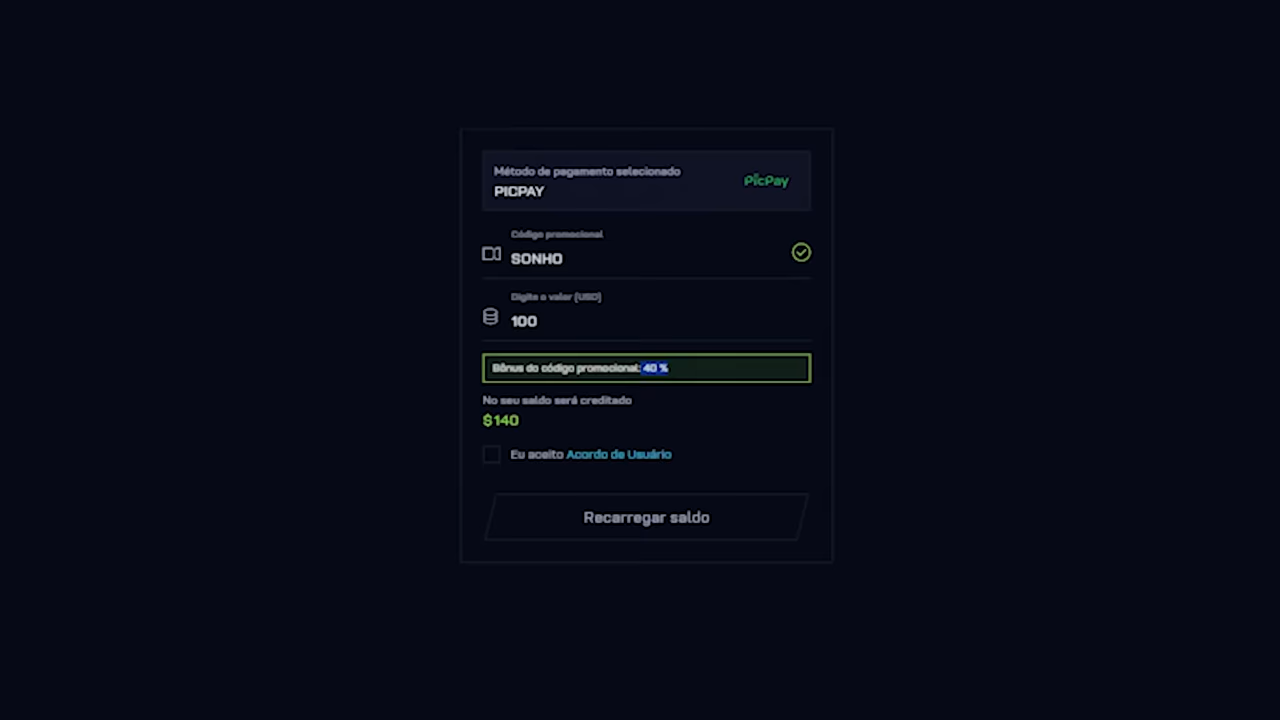 Método de pagamento selecionado
PICPAY
PicPay
Código promocional
SONHO
Digite o valor (USD)
100
Bônus do código promocional: 40 %
No seu saldo será creditado
$140
Eu aceito Acordo de Usuário
Recarregar saldo